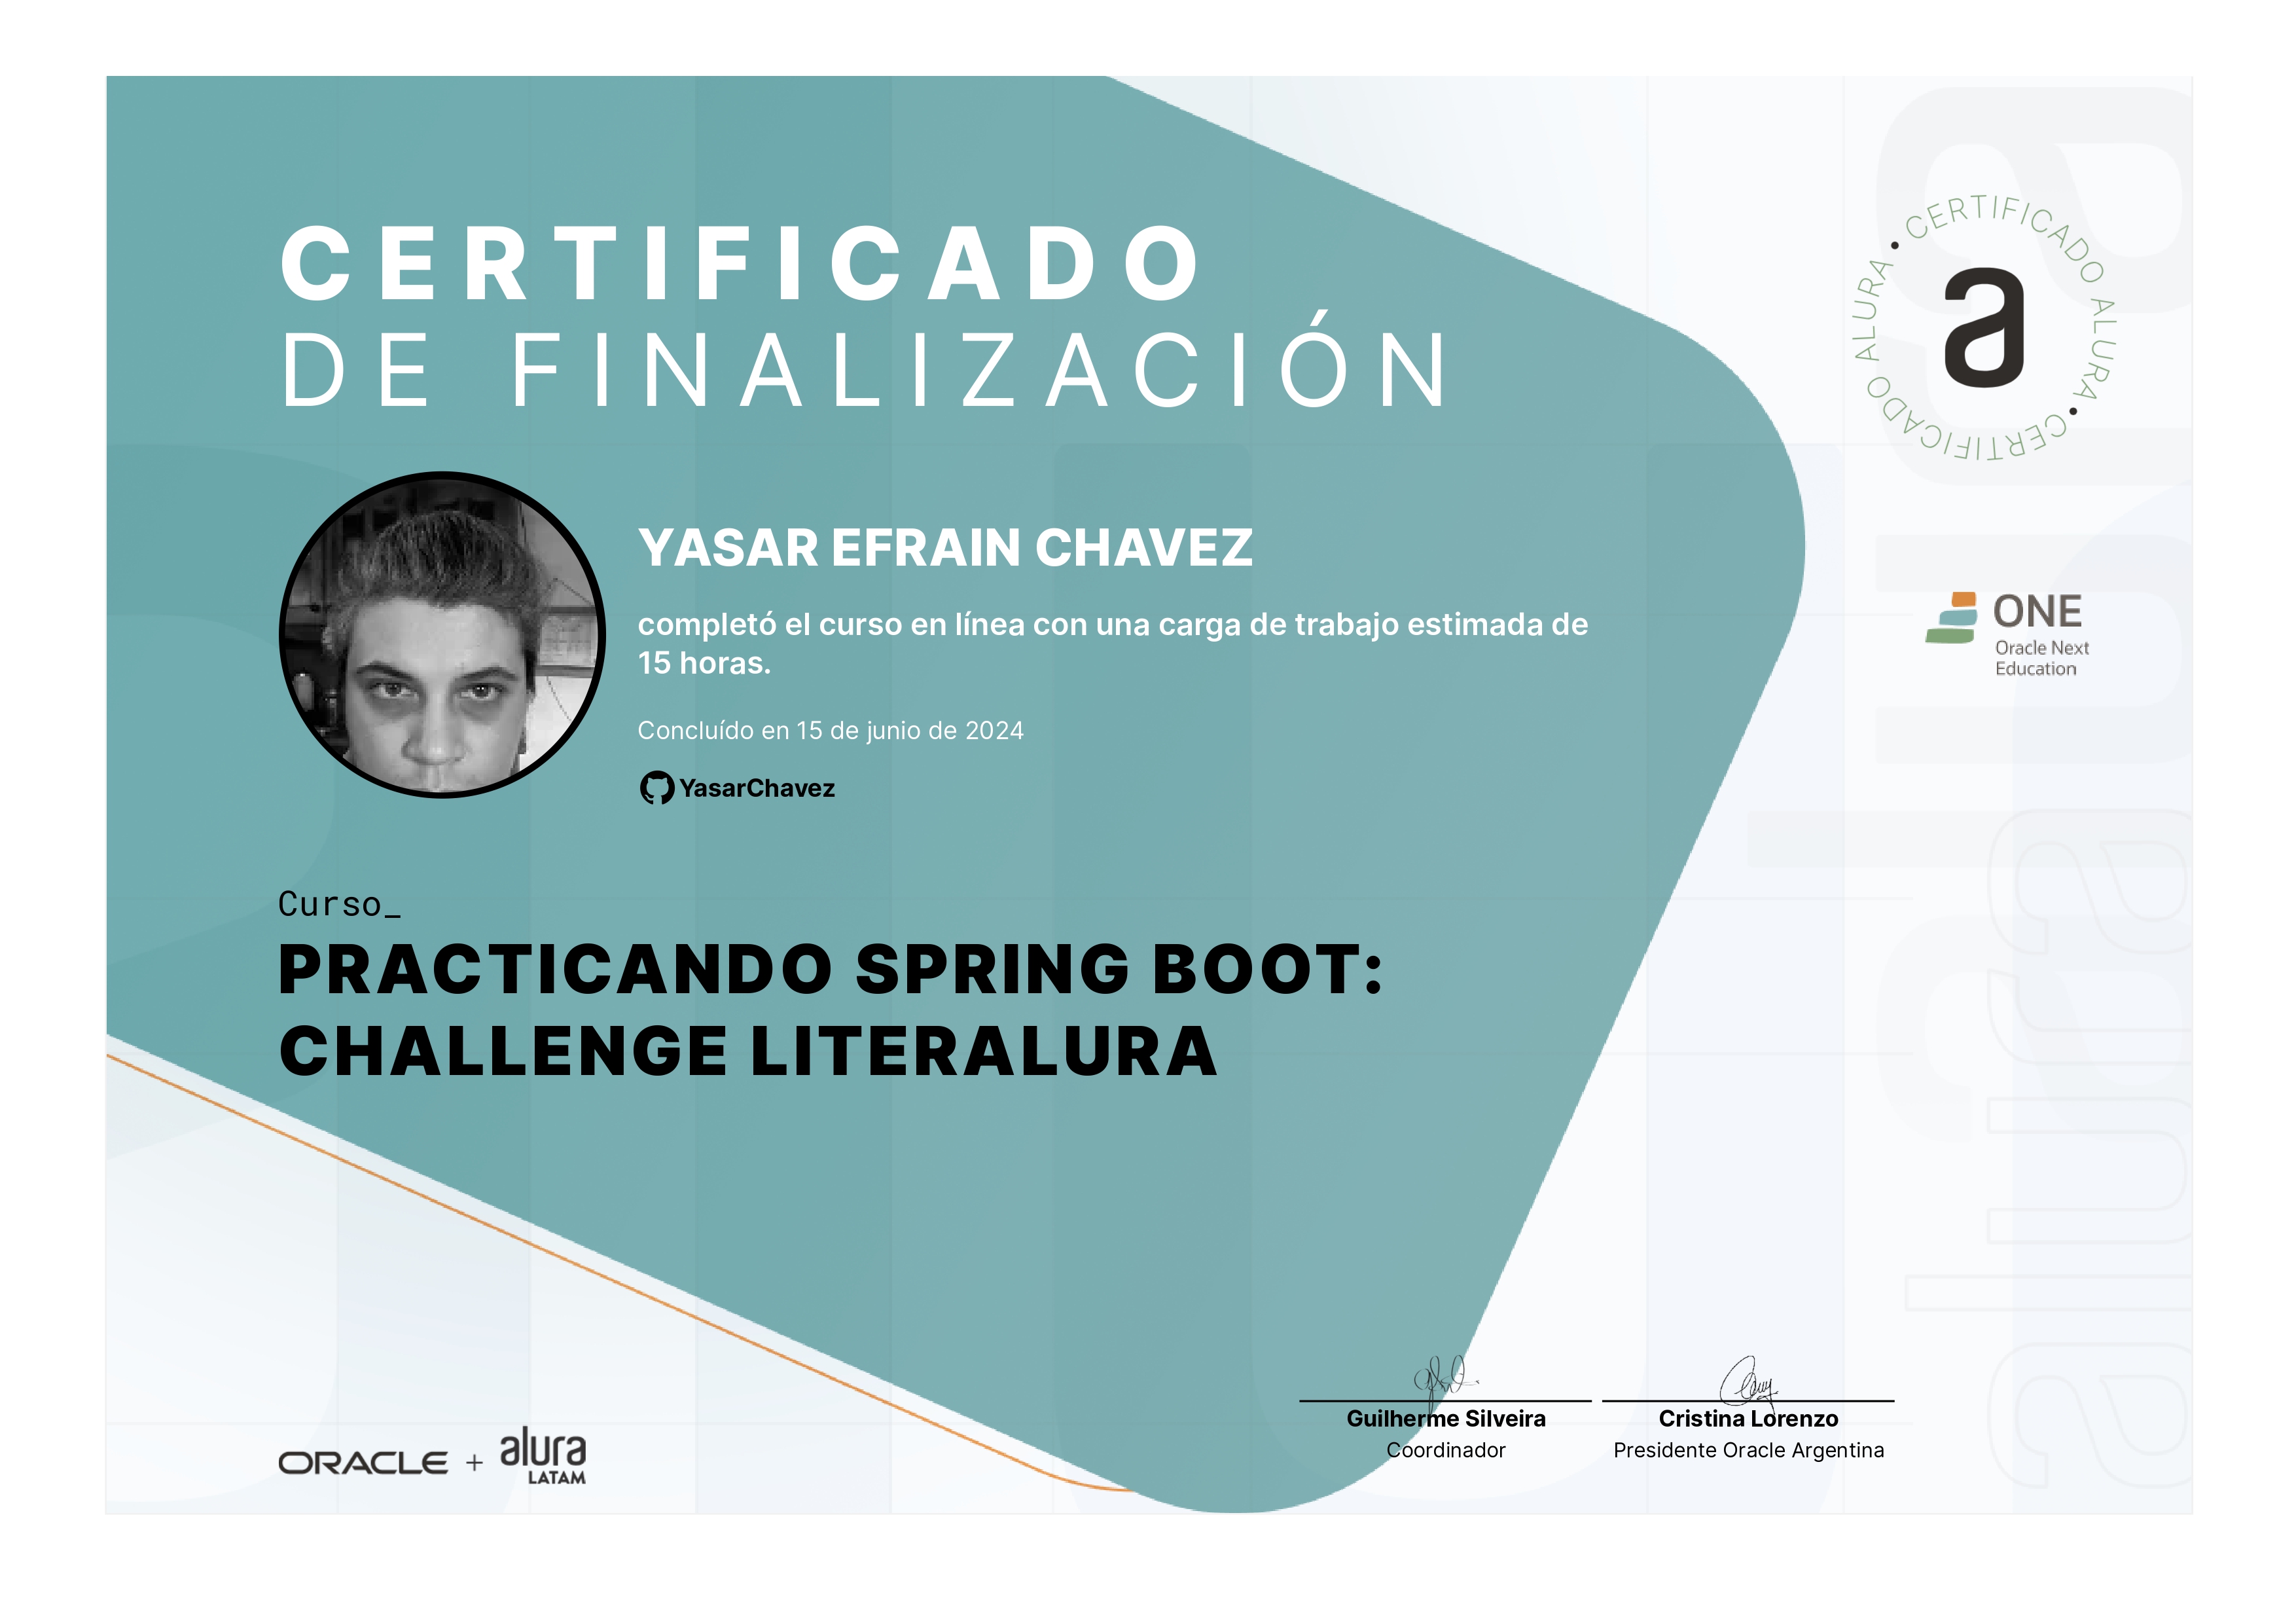 CERTIFICADO
DE FINALIZACIÓN
CERTIFICADO ALURA • CERTIFICADO ALURA •
a
YASAR EFRAIN CHAVEZ
completó el curso en línea con una carga de trabajo estimada de
15 horas.
Concluído en 15 de junio de 2024
YasarChavez
ONE
Oracle Next
Education
Curso_
PRACTICANDO SPRING BOOT:
CHALLENGE LITERALURA
alura
ORACLE + alura
LATAM
Guilherme Silveira
Coordinador
Cristina Lorenzo
Presidente Oracle Argentina